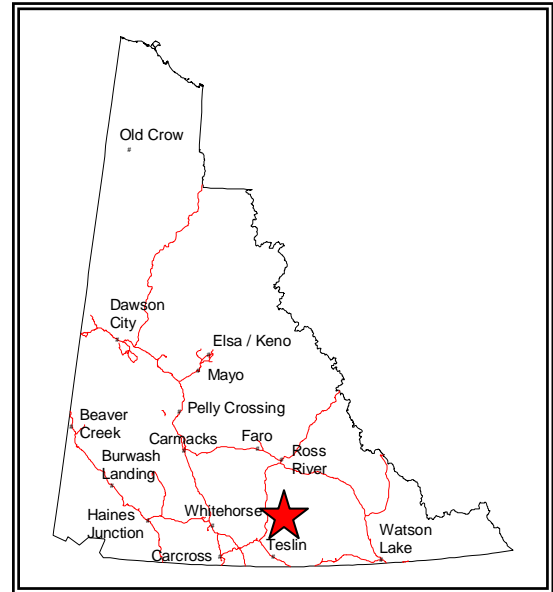 Old Crow
Dawson
City
Elsa / Keno
Mayo
Pelly Crossing
Beaver
Creek
Carmacks
Faro
Ross
River
Burwash
Landing
Haines
Junction
Whitehorse
Watson
Lake
Carcross
Teslin